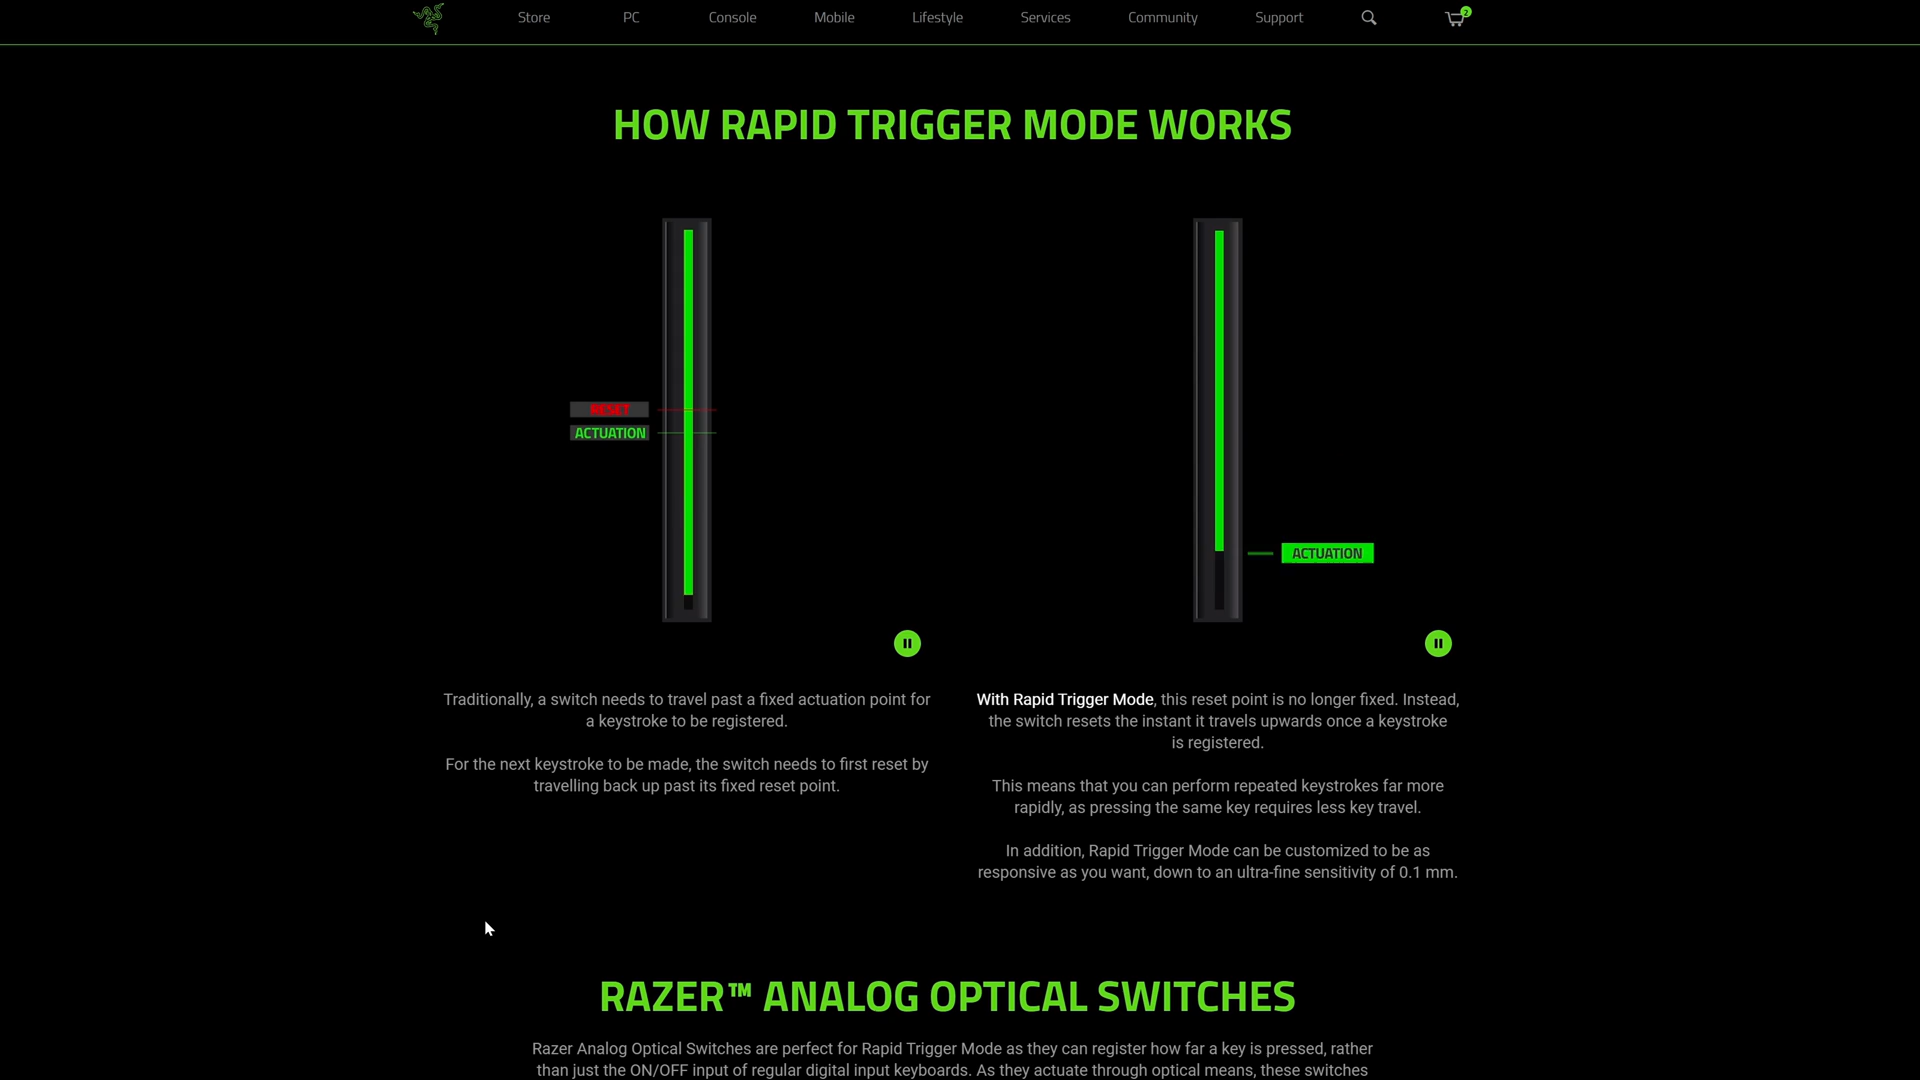 Store
PC
Console
Mobile
Lifestyle
Services
Community
Support
2
HOW RAPID TRIGGER MODE WORKS
RESET
ACTUATION
ACTUATION
Traditionally, a switch needs to travel past a fixed actuation point for
a keystroke to be registered.
For the next keystroke to be made, the switch needs to first reset by
travelling back up past its fixed reset point.
With Rapid Trigger Mode, this reset point is no longer fixed. Instead,
the switch resets the instant it travels upwards once a keystroke
is registered.
This means that you can perform repeated keystrokes far more
rapidly, as pressing the same key requires less key travel.
In addition, Rapid Trigger Mode can be customized to be as
responsive as you want, down to an ultra-fine sensitivity of 0.1 mm.
RAZER™ ANALOG OPTICAL SWITCHES
Razer Analog Optical Switches are perfect for Rapid Trigger Mode as they can register how far a key is pressed, rather
than just the ON/OFF input of regular digital input keyboards. As they actuate through optical means, these switches